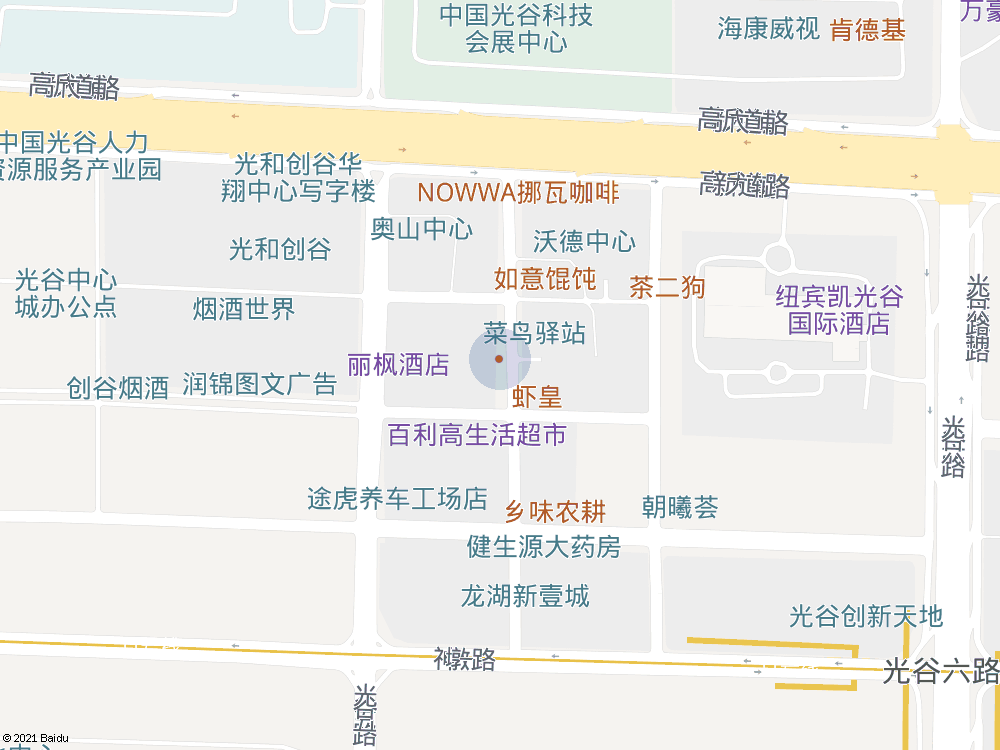 中国光谷科技
会展中心
海康威视
肯德基
万豪
高欣大道辅路
高欣大道辅路
中国光谷人力
资源服务产业园
光和创谷华
翔中心写字楼
NOWWA挪瓦咖啡
奥山中心
沃德中心
光和创谷
光谷中心
城办公点
如意馄饨
茶二狗
纽宾凯光谷
国际酒店
烟酒世界
菜鸟驿站
丽枫酒店
创谷烟酒
润锦图文广告
虾皇
百利高生活超市
途虎养车工场店
乡味农耕
朝曦荟
健生源大药房
龙湖新壹城
光谷创新天地
神墩
路
光谷六路
© 2021 Baidu